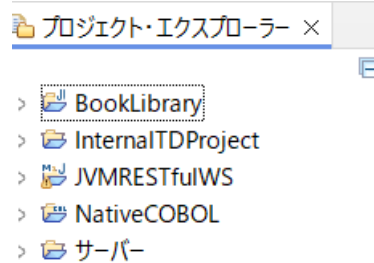 プロジェクト・エクスプローラー ×
BookLibrary
InternalTDProject
JVMRESTfulWS
NativeCOBOL
サーバー